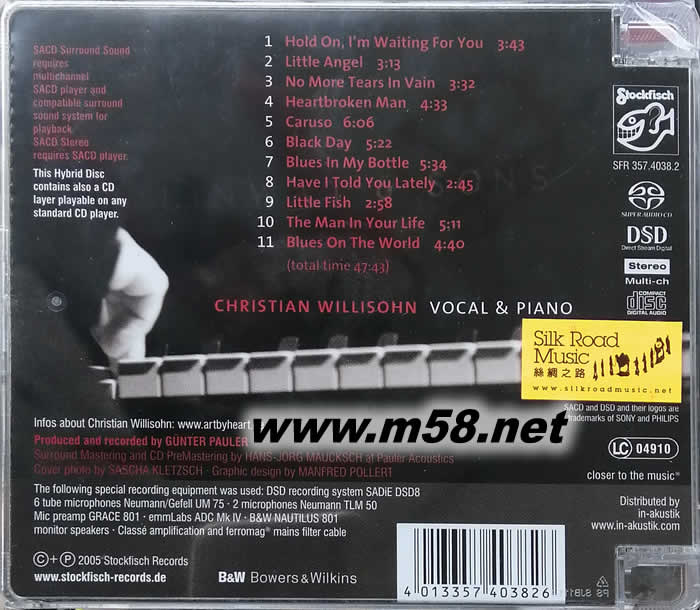 SACD Surround Sound
requires
multichannel
SACD player and
compatible surround
sound system for
playback
SACD Stereo
requires SACD player.
This Hybrid Disc
contains also a CD
layer playable on any
standard CD player.
1 Hold On, I'm Waiting For You 3:43
2 Little Angel 3:13
3 No More Tears In Vain 3:32
4 Heartbroken Man 4:33
5 Caruso 6:06
6 Black Day 5:22
7 Blues In My Bottle 5:34
8 Have I Told You Lately 2:45
9 Little Fish 2:58
10 The Man In Your Life 5:11
11 Blues On The World 4:40
(total time 47:43)
CHRISTIAN WILLISOHN VOCAL & PIANO
Stockfisch
SFR 357.4038.2
SUPER AUDIO CD
DSD
Direct Stream Digital
Stereo
Multi-ch
COMPACT
disc
DIGITAL AUDIO
Silk Road
Music
絲綢之路
www.silkroadmusic.net
SACD and DSD and their logos are
trademarks of SONY and PHILIPS
LC 04910
closer to the music®
Distributed by
in-akustik
www.in-akustik.com
Infos about Christian Willisohn: www.artbyheart.
www.m58.net
Produced and recorded by GÜNTER PAULER
Surround Mastering and CD PreMastering by HANS-JÖRG MAUCKSCH at Pauler Acoustics
Cover photo by SASCHA KLETZSCH · Graphic design by MANFRED POLLERT
The following special recording equipment was used: DSD recording system SADiE DSD8
6 tube microphones Neumann/Gefell UM 75 · 2 microphones Neumann TLM 50
Mic preamp GRACE 801 · emmLabs ADC Mk IV · B&W NAUTILUS 801
monitor speakers · Classé amplification and ferromag® mains filter cable
©+℗ 2005 Stockfisch Records
www.stockfisch-records.de
B&W Bowers & Wilkins
4 013357 403826